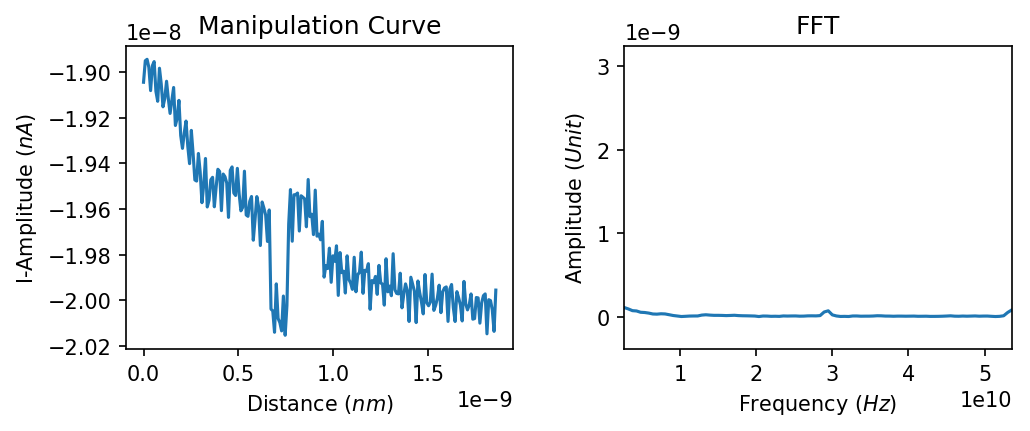 Manipulation Curve
1e−8
−1.90
−1.92
−1.94
−1.96
−1.98
−2.00
−2.02
I-Amplitude (nA)
0.0 0.5 1.0 1.5
1e−9
Distance (nm)
FFT
1e−9
3
2
1
0
Amplitude (Unit)
1 2 3 4 5
1e10
Frequency (Hz)